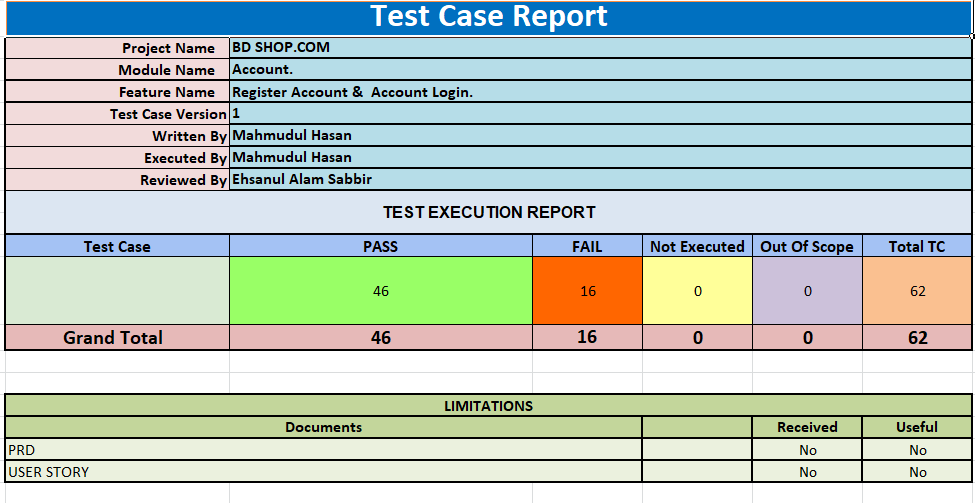 Test Case Report
Project Name BD SHOP.COM
Module Name Account.
Feature Name Register Account & Account Login.
Test Case Version 1
Written By Mahmudul Hasan
Executed By Mahmudul Hasan
Reviewed By Ehsanul Alam Sabbir
TEST EXECUTION REPORT
Test Case PASS FAIL Not Executed Out Of Scope Total TC
46 16 0 0 62
Grand Total 46 16 0 0 62
LIMITATIONS
Documents Received Useful
PRD No No
USER STORY No No